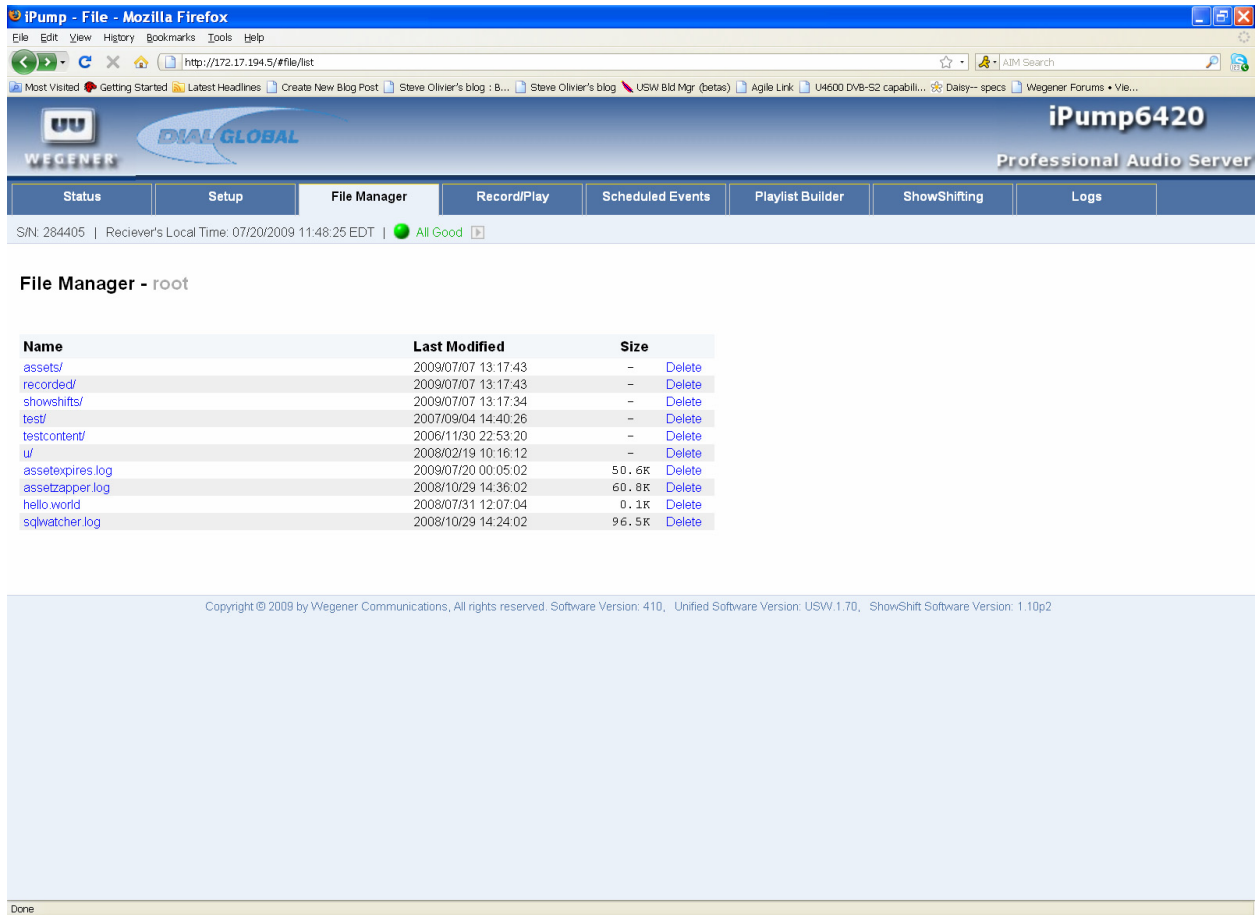 iPump - File - Mozilla Firefox
File Edit View History Bookmarks Tools Help
http://172.17.194.5/#file/list
AIM Search
Most Visited Getting Started Latest Headlines Create New Blog Post Steve Olivier's blog : B... Steve Olivier's blog USW Bld Mgr (betas) Agile Link U4600 DVB-S2 capabili... Daisy-- specs Wegener Forums • Vie...
WEGENER
DIAL GLOBAL
iPump6420
Professional Audio Server
Status Setup File Manager Record/Play Scheduled Events Playlist Builder ShowShifting Logs
S/N: 284405 | Reciever's Local Time: 07/20/2009 11:48:25 EDT | All Good
File Manager - root
Name Last Modified Size
assets/ 2009/07/07 13:17:43 – Delete
recorded/ 2009/07/07 13:17:43 – Delete
showshifts/ 2009/07/07 13:17:34 – Delete
test/ 2007/09/04 14:40:26 – Delete
testcontent/ 2006/11/30 22:53:20 – Delete
u/ 2008/02/19 10:16:12 – Delete
assetexpires.log 2009/07/20 00:05:02 50.6K Delete
assetzapper.log 2008/10/29 14:36:02 60.8K Delete
hello.world 2008/07/31 12:07:04 0.1K Delete
sqlwatcher.log 2008/10/29 14:24:02 96.5K Delete
Copyright © 2009 by Wegener Communications, All rights reserved. Software Version: 410, Unified Software Version: USW.1.70, ShowShift Software Version: 1.10p2
Done